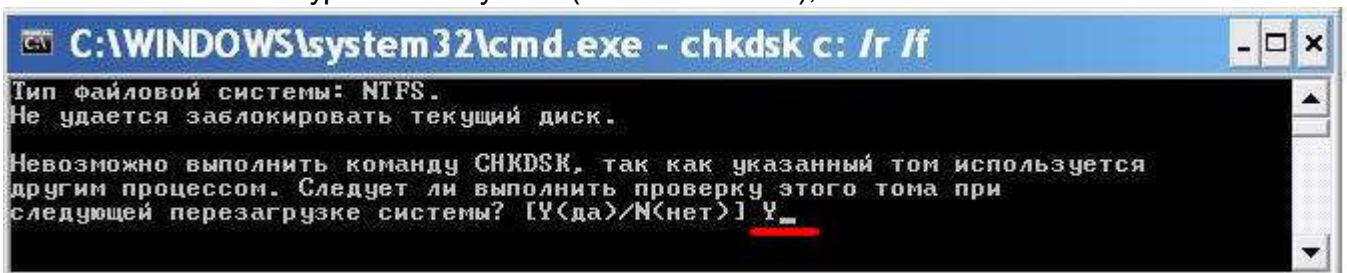 C:\WINDOWS\system32\cmd.exe - chkdsk c: /r /f
Тип файловой системы: NTFS.
Не удается заблокировать текущий диск.
Невозможно выполнить команду CHKDSK, так как указанный том используется
другим процессом. Следует ли выполнить проверку этого тома при
следующей перезагрузке системы? [Y(да)/N(нет)] Y_